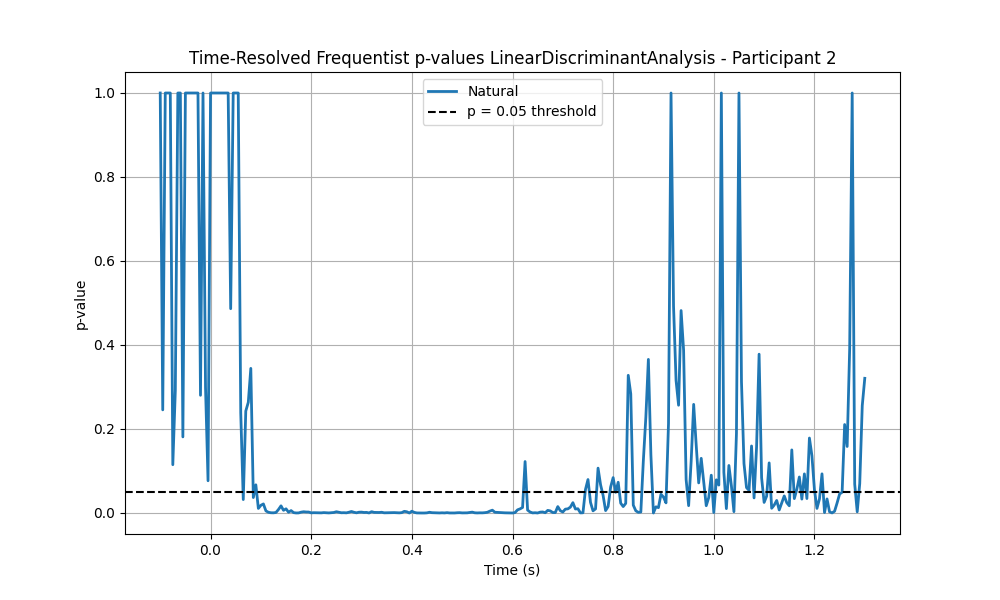 Time-Resolved Frequentist p-values LinearDiscriminantAnalysis - Participant 2
Natural
p = 0.05 threshold
p-value
1.0
0.8
0.6
0.4
0.2
0.0
0.0 0.2 0.4 0.6 0.8 1.0 1.2
Time (s)